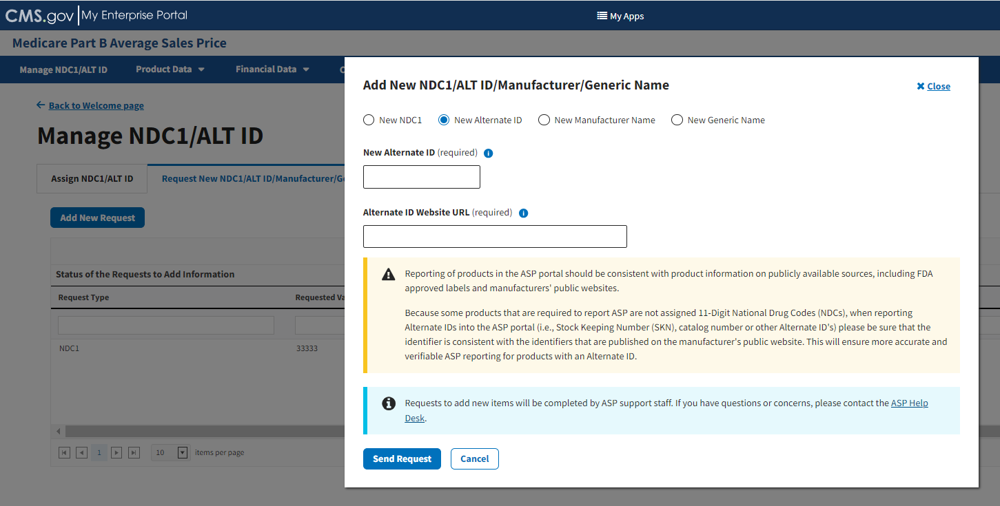 CMS.gov My Enterprise Portal
My Apps
Medicare Part B Average Sales Price
Manage NDC1/ALT ID
Product Data
Financial Data
Back to Welcome page
Manage NDC1/ALT ID
Assign NDC1/ALT ID
Request New NDC1/ALT ID/Manufacturer/G
Add New Request
Status of the Requests to Add Information
Request Type
Requested Va
NDC1
33333
1
10
items per page
Add New NDC1/ALT ID/Manufacturer/Generic Name
Close
New NDC1
New Alternate ID
New Manufacturer Name
New Generic Name
New Alternate ID (required)
Alternate ID Website URL (required)
Reporting of products in the ASP portal should be consistent with product information on publicly available sources, including FDA
approved labels and manufacturers' public websites.
Because some products that are required to report ASP are not assigned 11-Digit National Drug Codes (NDCs), when reporting
Alternate IDs into the ASP portal (i.e., Stock Keeping Number (SKN), catalog number or other Alternate ID's) please be sure that the
identifier is consistent with the identifiers that are published on the manufacturer's public website. This will ensure more accurate and
verifiable ASP reporting for products with an Alternate ID.
Requests to add new items will be completed by ASP support staff. If you have questions or concerns, please contact the ASP Help
Desk.
Send Request
Cancel